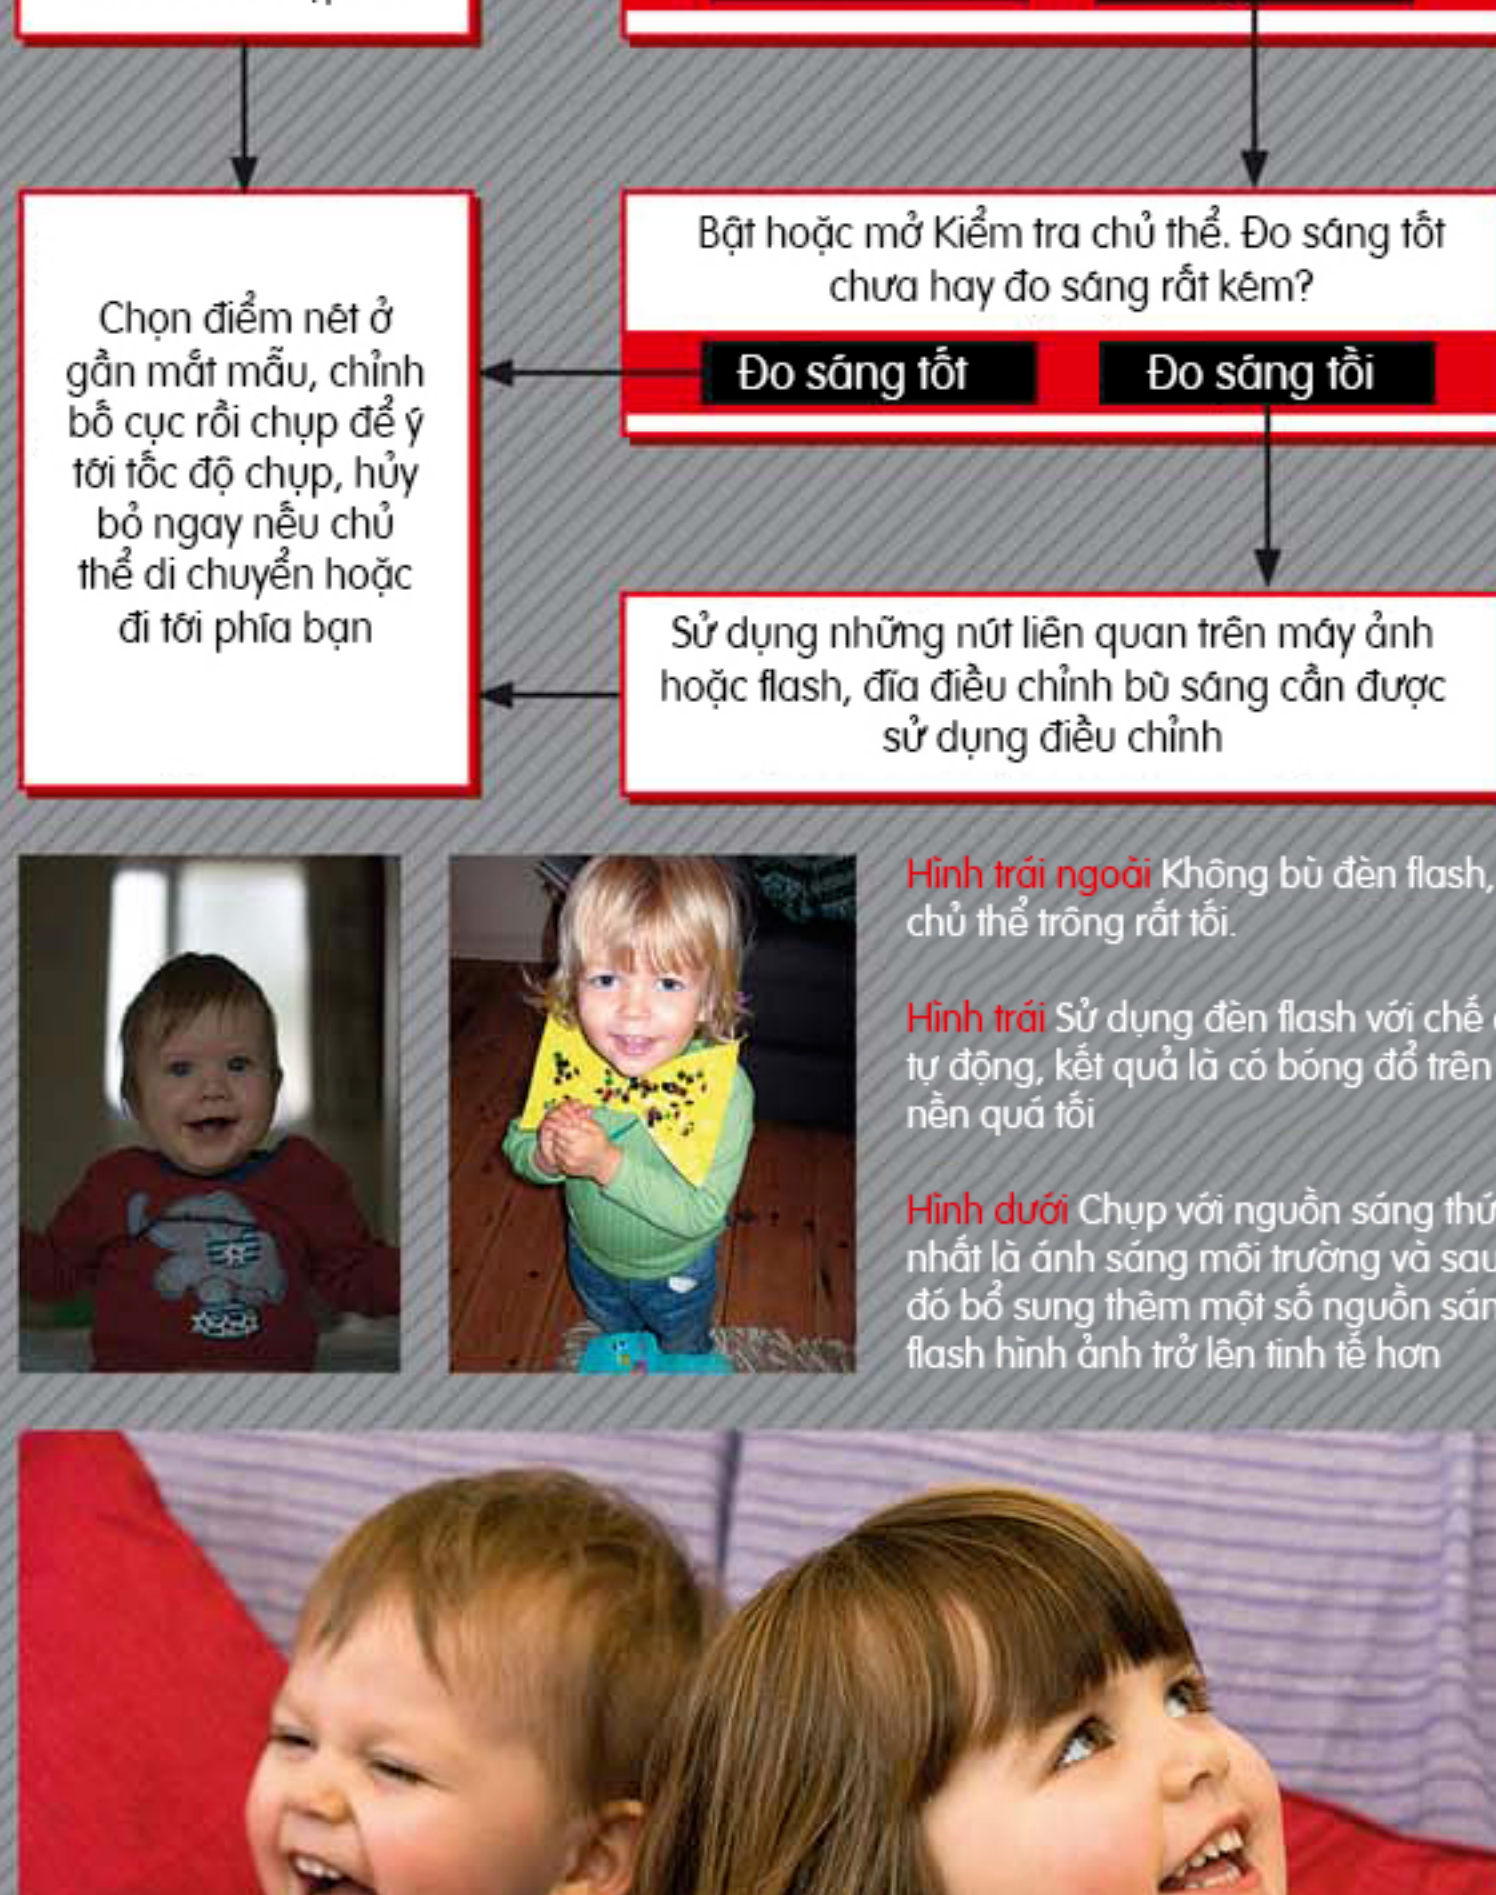 Bật hoặc mở Kiểm tra chủ thể. Đo sáng tốt
chưa hay đo sáng rất kém?
Đo sáng tốt
Đo sáng tồi
Chọn điểm nét ở
gần mắt mẫu, chỉnh
bố cục rồi chụp để ý
tới tốc độ chụp, hủy
bỏ ngay nếu chủ
thể di chuyển hoặc
đi tới phía bạn
Sử dụng những nút liên quan trên máy ảnh
hoặc flash, đĩa điều chỉnh bù sáng cần được
sử dụng điều chỉnh
Hình trái ngoài Không bù đèn flash,
chủ thể trông rất tối.
Hình trái Sử dụng đèn flash với chế
tự động, kết quả là có bóng đổ trên
nền quá tối
Hình dưới Chụp với nguồn sáng thứ
nhất là ánh sáng môi trường và sau
đó bổ sung thêm một số nguồn sán
flash hình ảnh trở lên tinh tế hơn